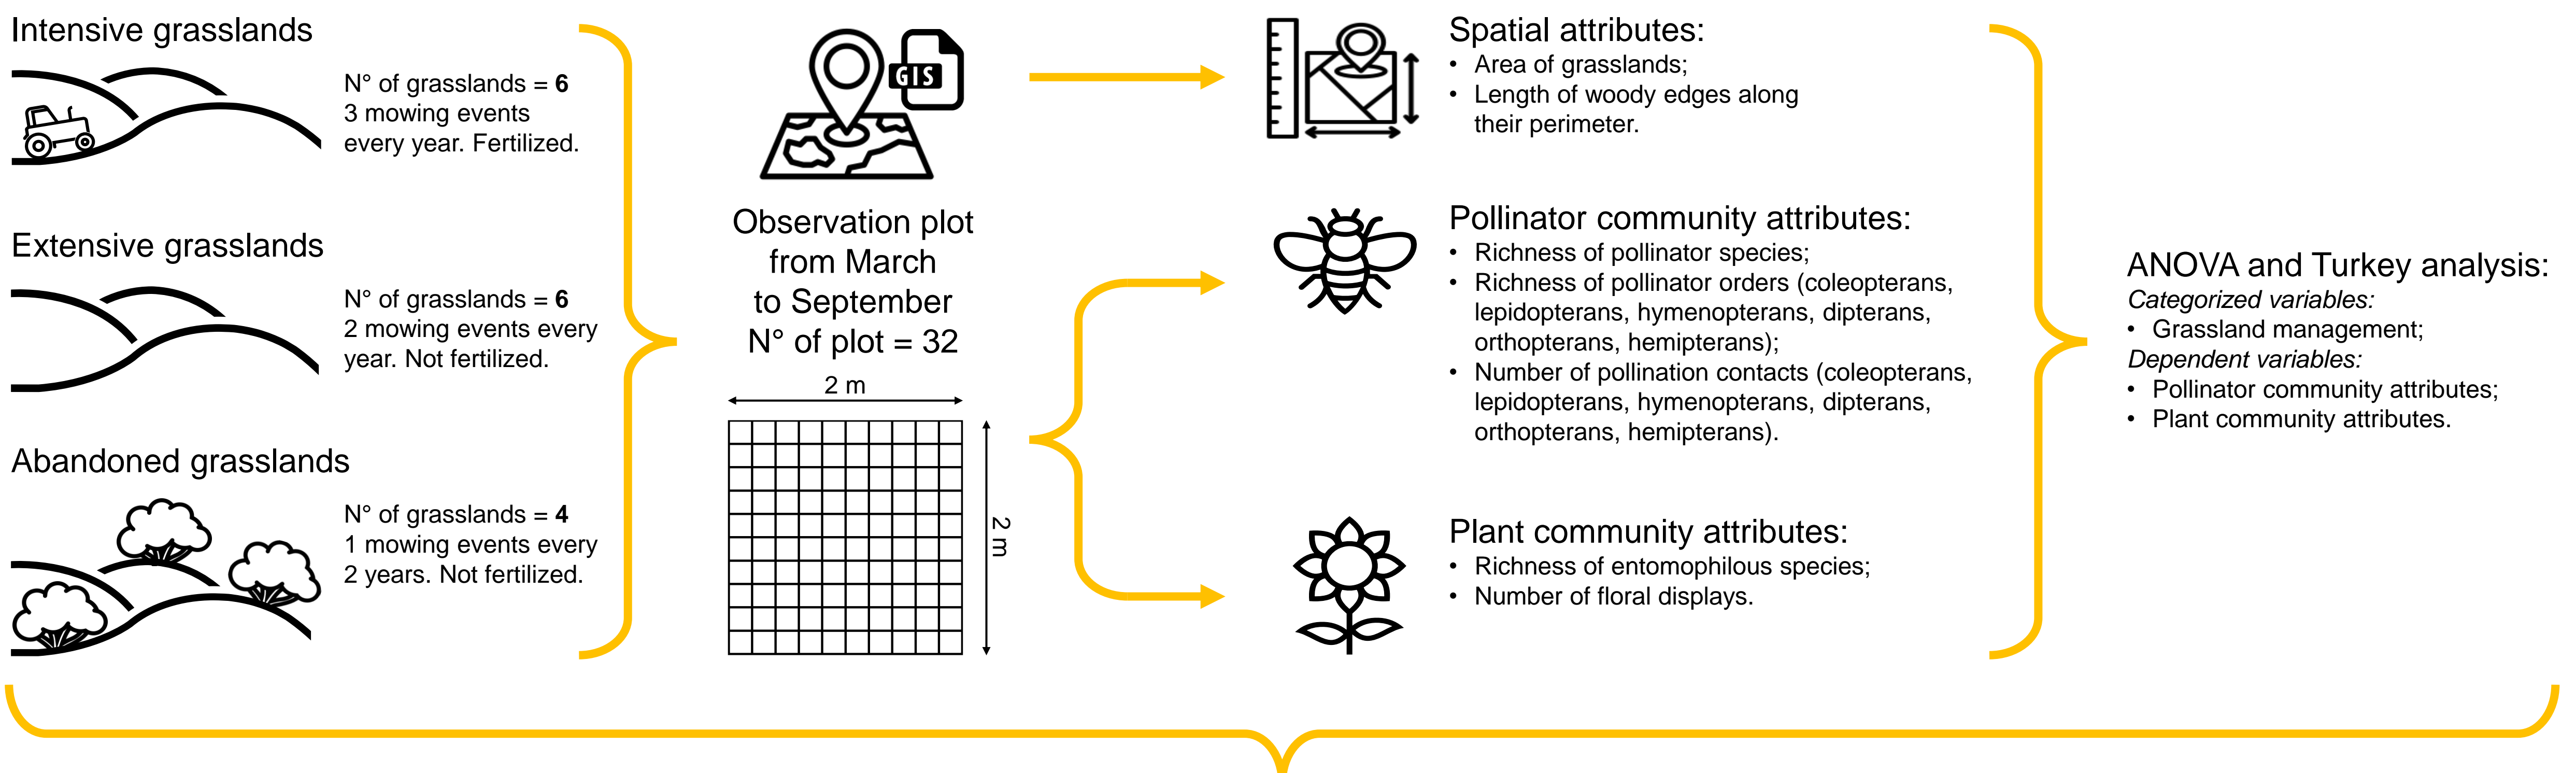 Intensive grasslands
N° of grasslands = 6
3 mowing events
every year. Fertilized.
Extensive grasslands
N° of grasslands = 6
2 mowing events every
year. Not fertilized.
Abandoned grasslands
N° of grasslands = 4
1 mowing events every
2 years. Not fertilized.
GIS
Observation plot
from March
to September
N° of plot = 32
2 m
2 m
Spatial attributes:
• Area of grasslands;
• Length of woody edges along
their perimeter.
Pollinator community attributes:
• Richness of pollinator species;
• Richness of pollinator orders (coleopterans,
lepidopterans, hymenopterans, dipterans,
orthopterans, hemipterans);
• Number of pollination contacts (coleopterans,
lepidopterans, hymenopterans, dipterans,
orthopterans, hemipterans).
Plant community attributes:
• Richness of entomophilous species;
• Number of floral displays.
ANOVA and Turkey analysis:
Categorized variables:
• Grassland management;
Dependent variables:
• Pollinator community attributes;
• Plant community attributes.